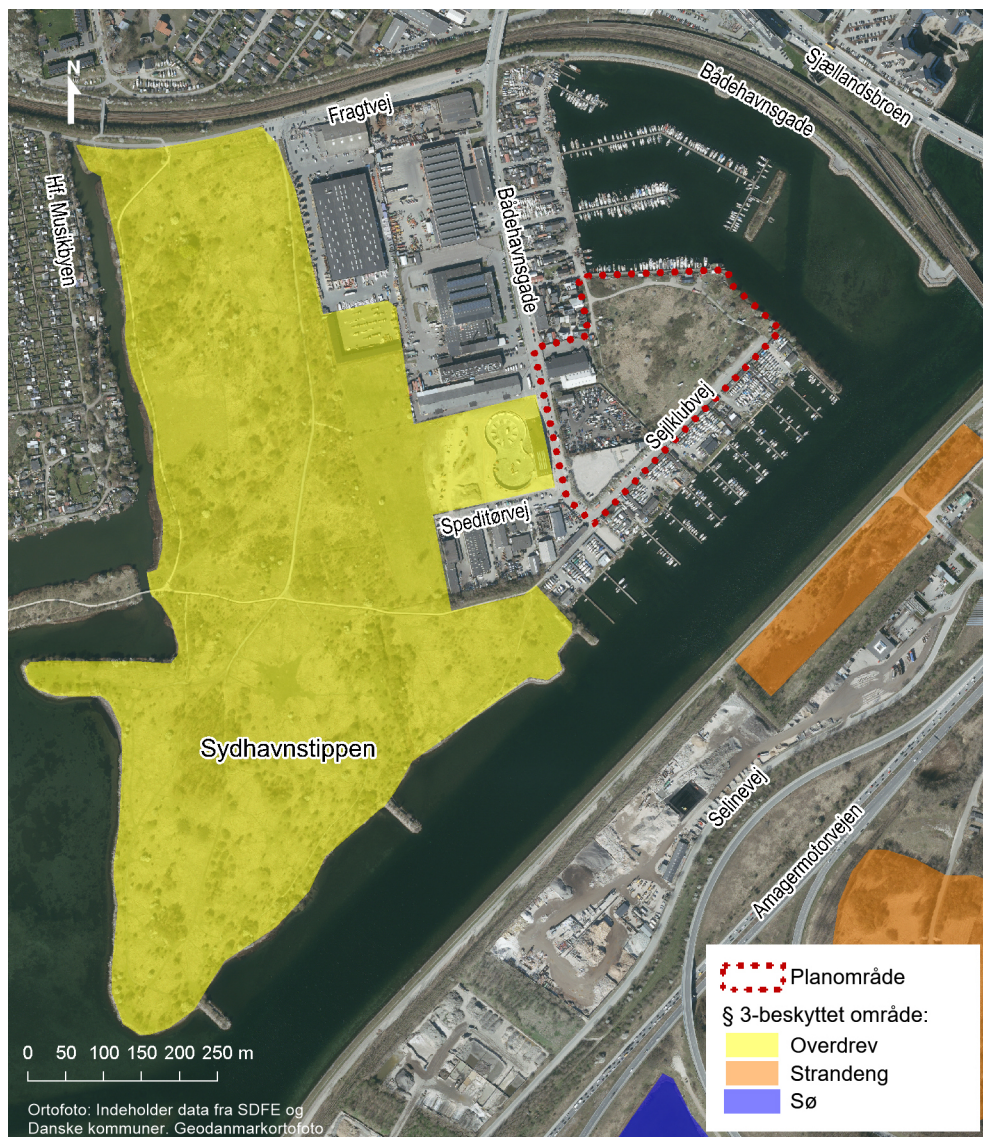 Sjællandsbroen
Bådehavnsgade
N
Fragtvej
Hf. Musikbyen
Bådehavnsgade
Sejlklubvej
Speditørvej
Sydhavnstippen
Selinevej
Amagermotorvejen
Planområde
§ 3-beskyttet område:
Overdrev
Strandeng
Sø
0 50 100 150 200 250 m
Ortofoto: Indeholder data fra SDFE og
Danske kommuner. Geodanmarkortofoto